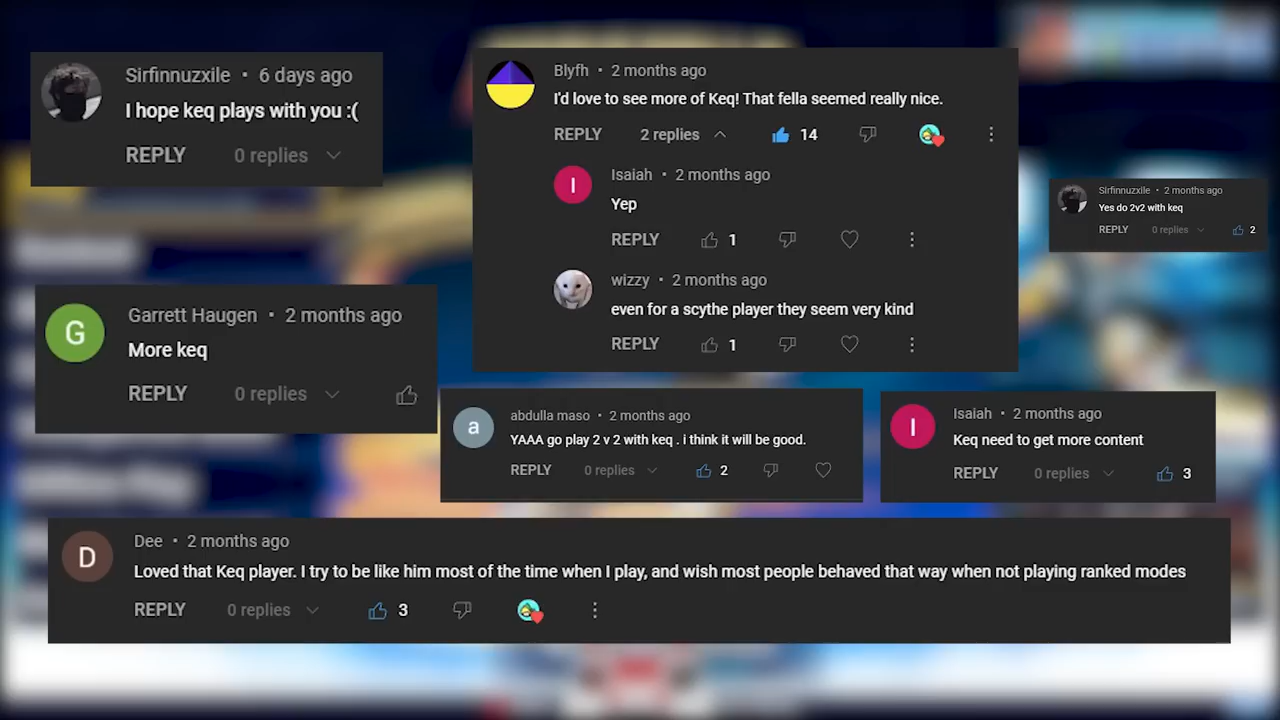 Sirfinnuzxile • 6 days ago
I hope keq plays with you :(
REPLY 0 replies
Blyfh • 2 months ago
I'd love to see more of Keq! That fella seemed really nice.
REPLY 2 replies 14
I
Isaiah • 2 months ago
Yep
REPLY 1
wizzy • 2 months ago
even for a scythe player they seem very kind
REPLY 1
Sirfinnuzxile • 2 months ago
Yes do 2v2 with keq
REPLY 0 replies 2
G
Garrett Haugen • 2 months ago
More keq
REPLY 0 replies
a
abdulla maso • 2 months ago
YAAA go play 2 v 2 with keq . i think it will be good.
REPLY 0 replies 2
I
Isaiah • 2 months ago
Keq need to get more content
REPLY 0 replies 3
D
Dee • 2 months ago
Loved that Keq player. I try to be like him most of the time when I play, and wish most people behaved that way when not playing ranked modes
REPLY 0 replies 3